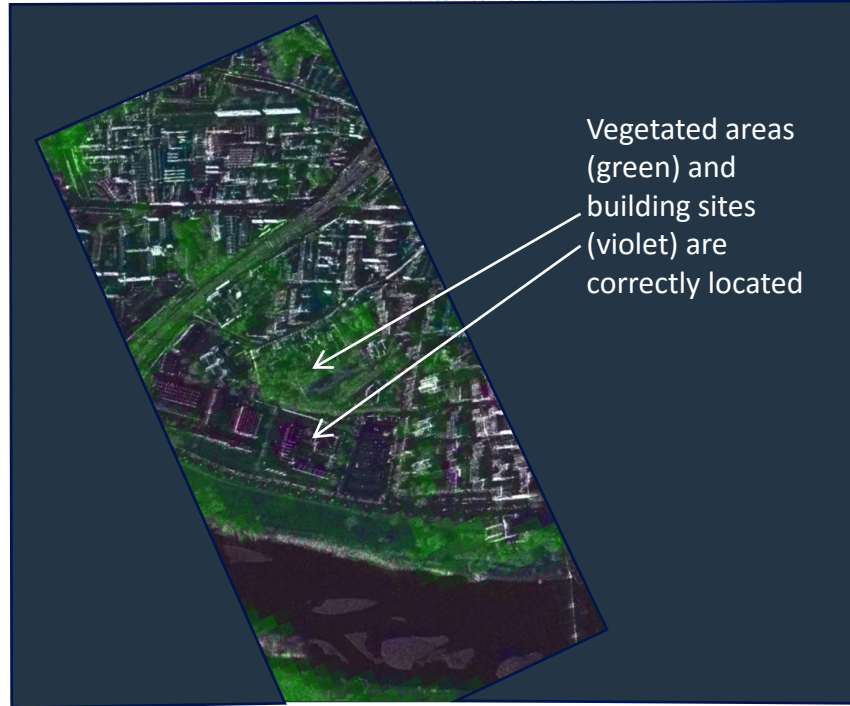 Vegetated areas
(green) and
building sites
(violet) are
correctly located